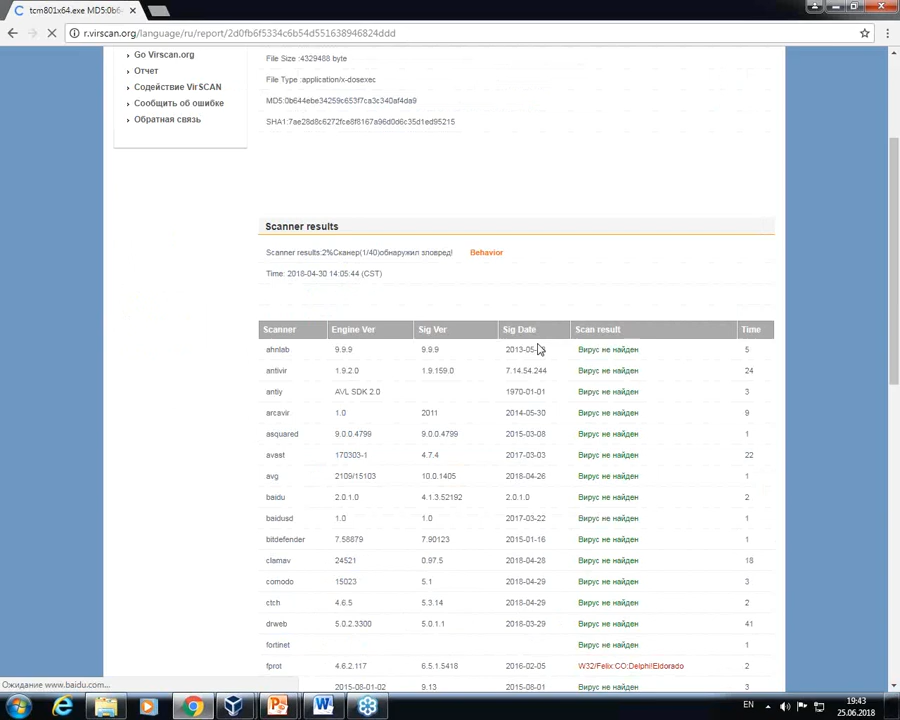 tcm801x64.exe MD5:0b64
r.virscan.org/language/ru/report/2d0fb6f5334c6b54d551638946824ddd
Go Virscan.org
Отчет
Содействие VirSCAN
Сообщить об ошибке
Обратная связь
File Size :4329488 byte
File Type :application/x-dosexec
MD5:0b644ebe34259c653f7ca3c340af4da9
SHA1:7ae28d8c6272fce8f8167a96d0d6c35d1ed95215
Scanner results
Scanner results:2%Сканер(1/40)обнаружил зловред! Behavior
Time: 2018-04-30 14:05:44 (CST)
Scanner Engine Ver Sig Ver Sig Date Scan result Time
ahnlab 9.9.9 9.9.9 2013-05- Вирус не найден 5
antivir 1.9.2.0 1.9.159.0 7.14.54.244 Вирус не найден 24
antiy AVL SDK 2.0 1970-01-01 Вирус не найден 3
arcavir 1.0 2011 2014-05-30 Вирус не найден 9
asquared 9.0.0.4799 9.0.0.4799 2015-03-08 Вирус не найден 1
avast 170303-1 4.7.4 2017-03-03 Вирус не найден 22
avg 2109/15103 10.0.1405 2018-04-26 Вирус не найден 1
baidu 2.0.1.0 4.1.3.52192 2.0.1.0 Вирус не найден 2
baidusd 1.0 1.0 2017-03-22 Вирус не найден 1
bitdefender 7.58879 7.90123 2015-01-16 Вирус не найден 1
clamav 24521 0.97.5 2018-04-28 Вирус не найден 18
comodo 15023 5.1 2018-04-29 Вирус не найден 3
ctch 4.6.5 5.3.14 2018-04-29 Вирус не найден 2
drweb 5.0.2.3300 5.0.1.1 2018-03-29 Вирус не найден 41
fortinet Вирус не найден 1
fprot 4.6.2.117 6.5.1.5418 2016-02-05 W32/Felix:CO:Delphi!Eldorado 2
2015-08-01-02 9.13 2015-08-01 Вирус не найден 3
Ожидание www.baidu.com...
EN 19:43
25.06.2018